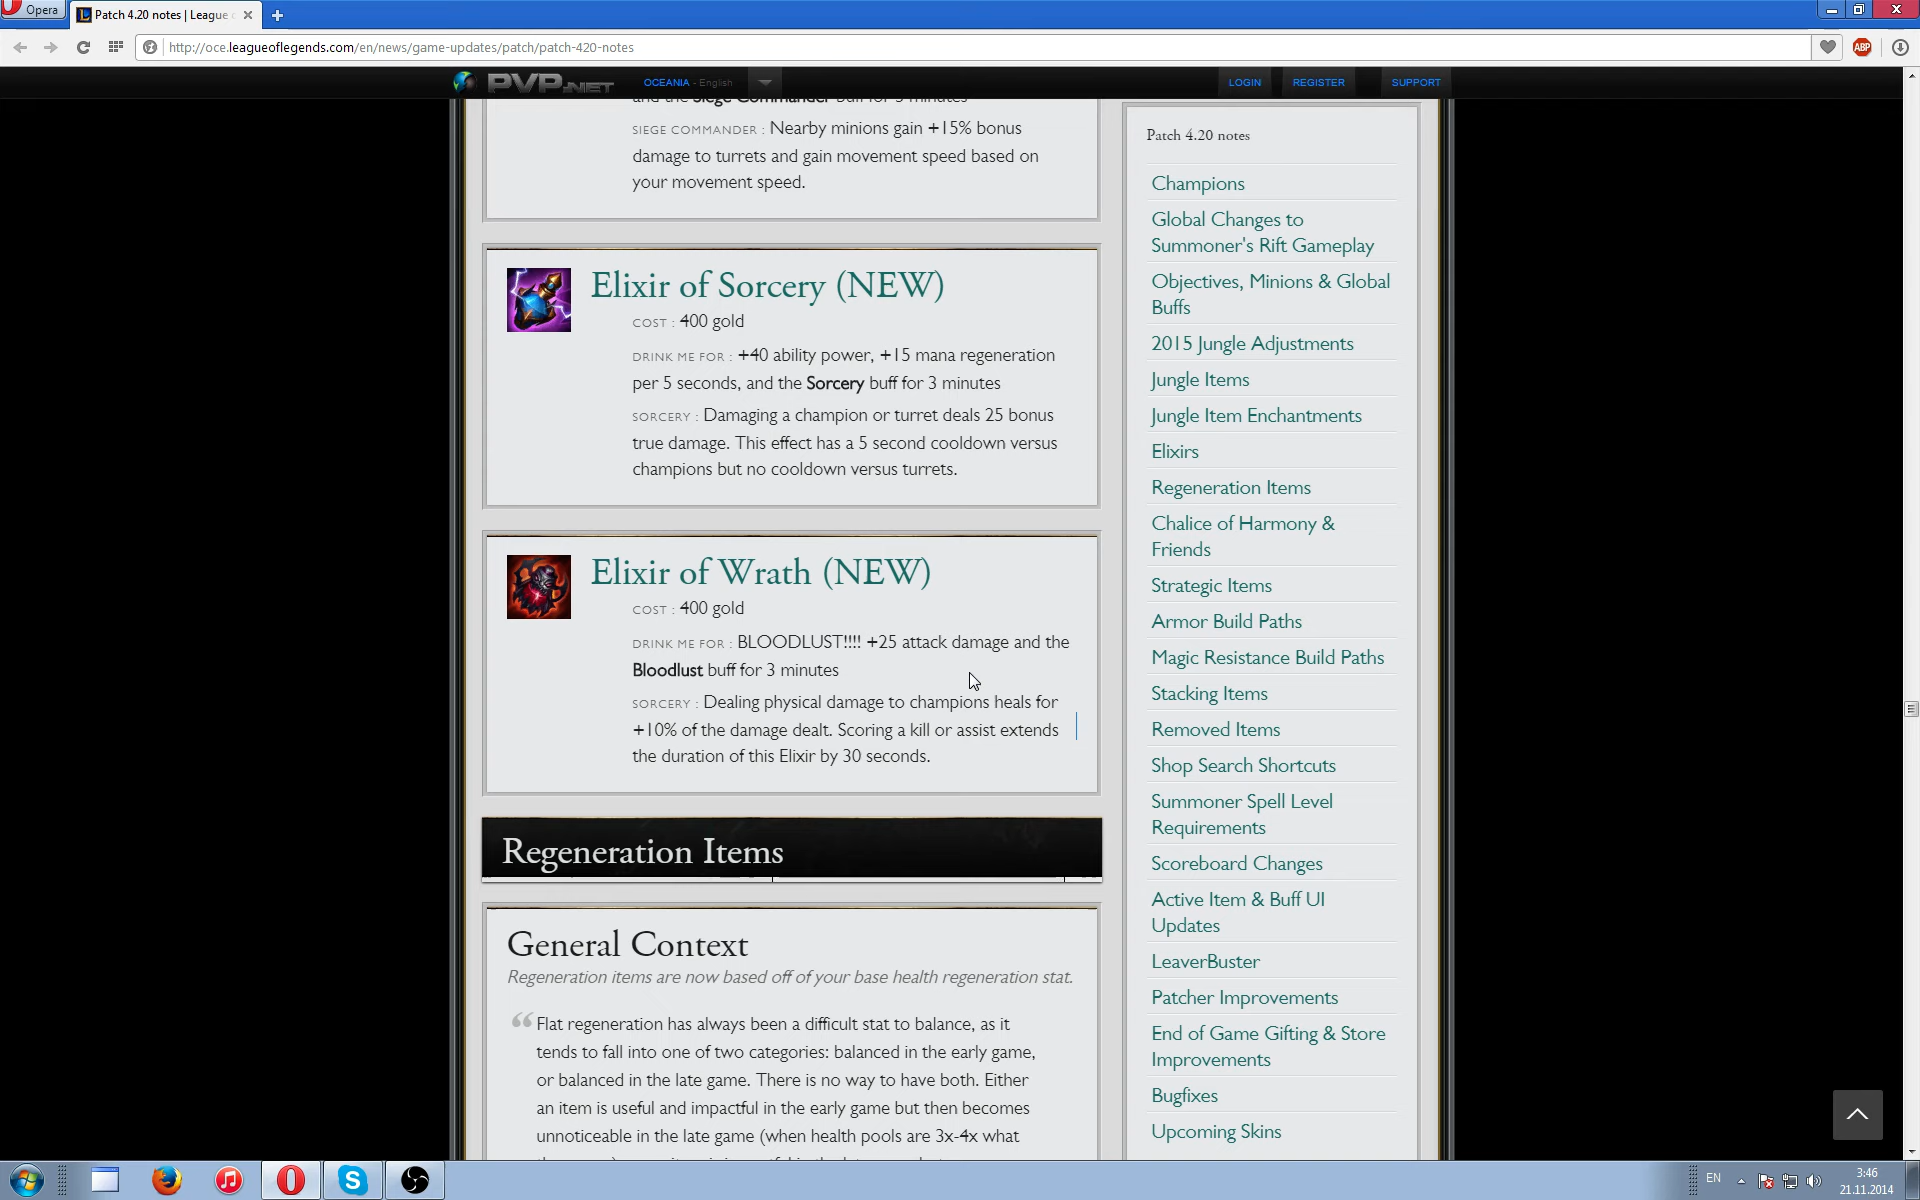 Opera
Patch 4.20 notes | League
http://oce.leagueoflegends.com/en/news/game-updates/patch/patch-420-notes
ABP
PVP.NET
OCEANIA - English
LOGIN
REGISTER
SUPPORT
and the Siege Commander buff for 3 minutes
SIEGE COMMANDER : Nearby minions gain +15% bonus
damage to turrets and gain movement speed based on
your movement speed.
Elixir of Sorcery (NEW)
COST : 400 gold
DRINK ME FOR : +40 ability power, +15 mana regeneration
per 5 seconds, and the Sorcery buff for 3 minutes
SORCERY : Damaging a champion or turret deals 25 bonus
true damage. This effect has a 5 second cooldown versus
champions but no cooldown versus turrets.
Elixir of Wrath (NEW)
COST : 400 gold
DRINK ME FOR : BLOODLUST!!!! +25 attack damage and the
Bloodlust buff for 3 minutes
SORCERY : Dealing physical damage to champions heals for
+10% of the damage dealt. Scoring a kill or assist extends
the duration of this Elixir by 30 seconds.
Regeneration Items
General Context
Regeneration items are now based off of your base health regeneration stat.
“ Flat regeneration has always been a difficult stat to balance, as it
tends to fall into one of two categories: balanced in the early game,
or balanced in the late game. There is no way to have both. Either
an item is useful and impactful in the early game but then becomes
unnoticeable in the late game (when health pools are 3x-4x what
Patch 4.20 notes
Champions
Global Changes to
Summoner's Rift Gameplay
Objectives, Minions & Global
Buffs
2015 Jungle Adjustments
Jungle Items
Jungle Item Enchantments
Elixirs
Regeneration Items
Chalice of Harmony &
Friends
Strategic Items
Armor Build Paths
Magic Resistance Build Paths
Stacking Items
Removed Items
Shop Search Shortcuts
Summoner Spell Level
Requirements
Scoreboard Changes
Active Item & Buff UI
Updates
LeaverBuster
Patcher Improvements
End of Game Gifting & Store
Improvements
Bugfixes
Upcoming Skins
EN
3:46
21.11.2014